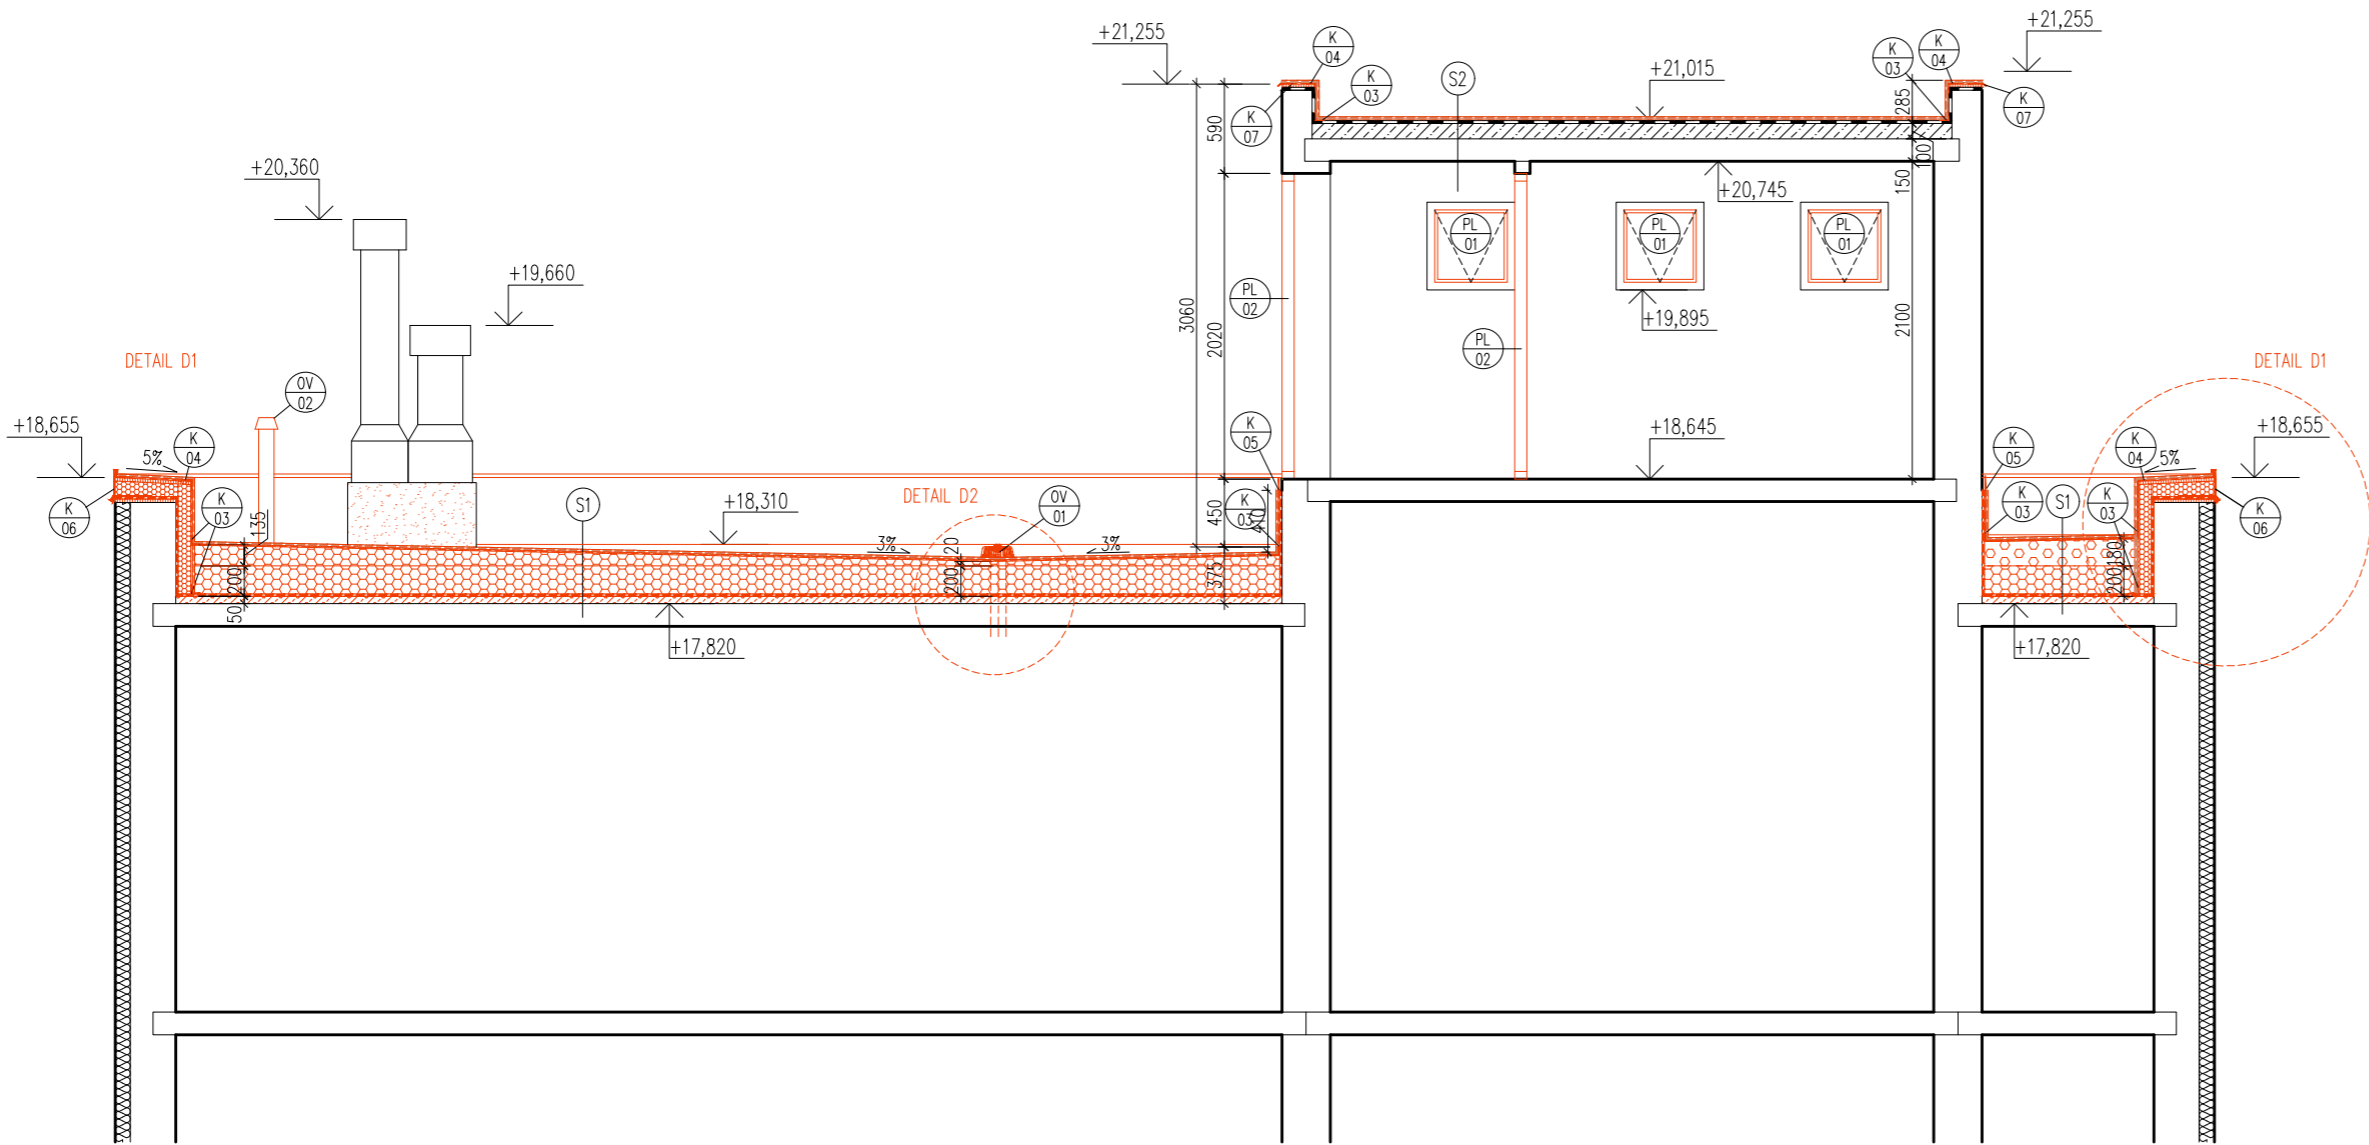 +21,255
K
04
K
03
K
07
S2
+21,015
K
03
K
04
+21,255
K
07
285
100
150
590
+20,360
+20,745
+19,660
PL
01
PL
01
PL
01
+19,895
PL
02
PL
02
3060
2020
2100
DETAIL D1
DETAIL D1
OV
02
+18,655
5%
K
04
K
06
K
03
135
200
50
S1
+18,310
DETAIL D2
OV
01
3%
3%
20
200
K
05
K
03
450
375
+18,645
K
05
K
03
S1
K
03
K
04
5%
+18,655
K
06
180
200
+17,820
+17,820